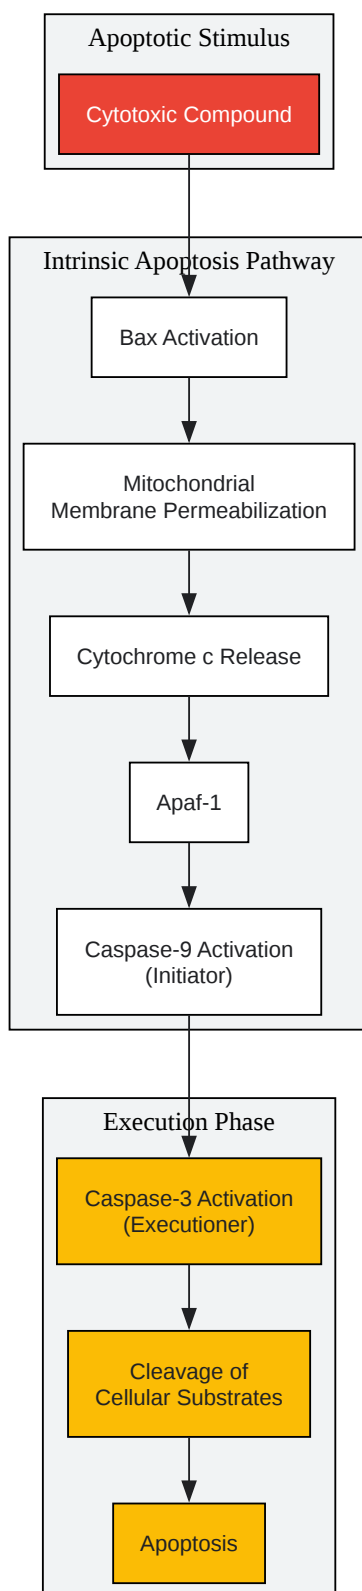 Apoptotic Stimulus
Cytotoxic Compound
Intrinsic Apoptosis Pathway
Bax Activation
Mitochondrial
Membrane Permeabilization
Cytochrome c Release
Apaf-1
Caspase-9 Activation
(Initiator)
Execution Phase
Caspase-3 Activation
(Executioner)
Cleavage of
Cellular Substrates
Apoptosis